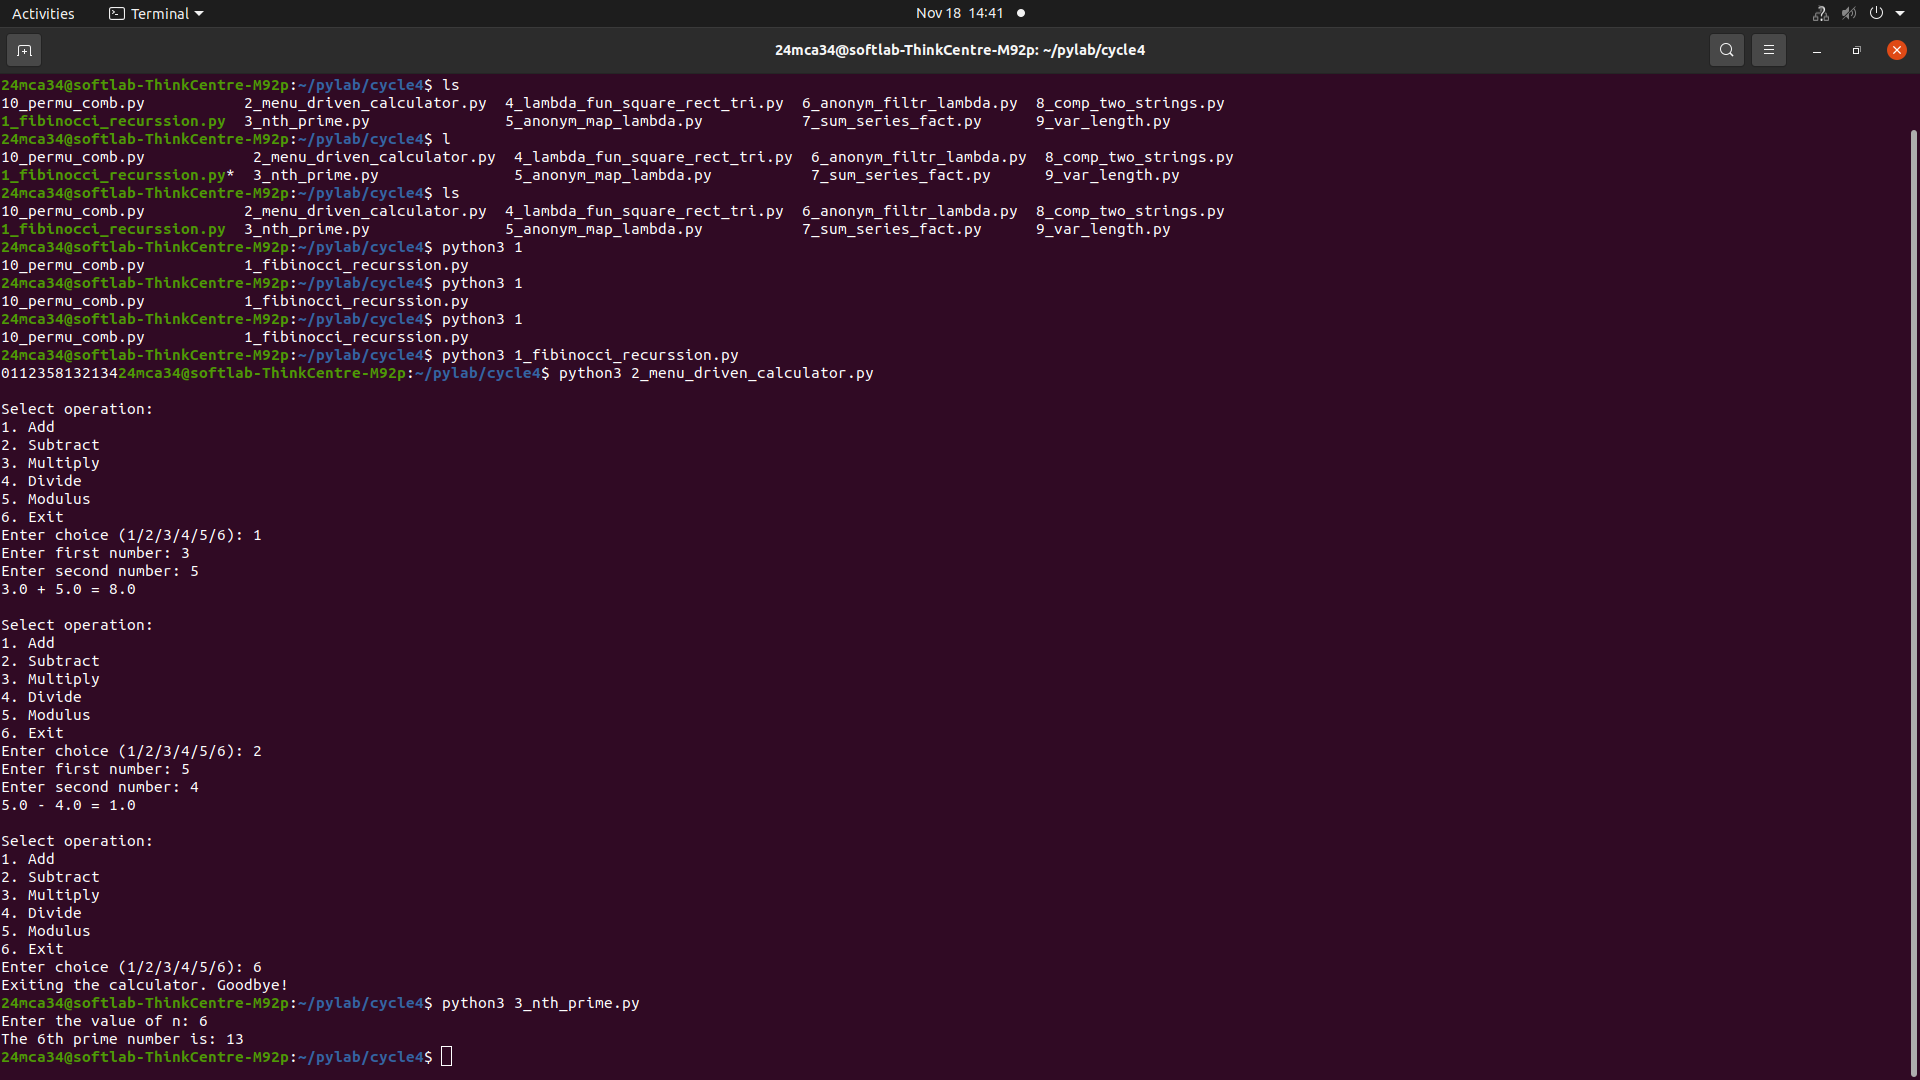 Activities Terminal Nov 18 14:41
24mca34@softlab-ThinkCentre-M92p: ~/pylab/cycle4
24mca34@softlab-ThinkCentre-M92p:~/pylab/cycle4$ ls
10_permu_comb.py 2_menu_driven_calculator.py 4_lambda_fun_square_rect_tri.py 6_anonym_filtr_lambda.py 8_comp_two_strings.py
1_fibinocci_recurssion.py 3_nth_prime.py 5_anonym_map_lambda.py 7_sum_series_fact.py 9_var_length.py
24mca34@softlab-ThinkCentre-M92p:~/pylab/cycle4$ l
10_permu_comb.py 2_menu_driven_calculator.py 4_lambda_fun_square_rect_tri.py 6_anonym_filtr_lambda.py 8_comp_two_strings.py
1_fibinocci_recurssion.py* 3_nth_prime.py 5_anonym_map_lambda.py 7_sum_series_fact.py 9_var_length.py
24mca34@softlab-ThinkCentre-M92p:~/pylab/cycle4$ ls
10_permu_comb.py 2_menu_driven_calculator.py 4_lambda_fun_square_rect_tri.py 6_anonym_filtr_lambda.py 8_comp_two_strings.py
1_fibinocci_recurssion.py 3_nth_prime.py 5_anonym_map_lambda.py 7_sum_series_fact.py 9_var_length.py
24mca34@softlab-ThinkCentre-M92p:~/pylab/cycle4$ python3 1
10_permu_comb.py 1_fibinocci_recurssion.py
24mca34@softlab-ThinkCentre-M92p:~/pylab/cycle4$ python3 1
10_permu_comb.py 1_fibinocci_recurssion.py
24mca34@softlab-ThinkCentre-M92p:~/pylab/cycle4$ python3 1
10_permu_comb.py 1_fibinocci_recurssion.py
24mca34@softlab-ThinkCentre-M92p:~/pylab/cycle4$ python3 1_fibinocci_recurssion.py
011235813213424mca34@softlab-ThinkCentre-M92p:~/pylab/cycle4$ python3 2_menu_driven_calculator.py
Select operation:
1. Add
2. Subtract
3. Multiply
4. Divide
5. Modulus
6. Exit
Enter choice (1/2/3/4/5/6): 1
Enter first number: 3
Enter second number: 5
3.0 + 5.0 = 8.0
Select operation:
1. Add
2. Subtract
3. Multiply
4. Divide
5. Modulus
6. Exit
Enter choice (1/2/3/4/5/6): 2
Enter first number: 5
Enter second number: 4
5.0 - 4.0 = 1.0
Select operation:
1. Add
2. Subtract
3. Multiply
4. Divide
5. Modulus
6. Exit
Enter choice (1/2/3/4/5/6): 6
Exiting the calculator. Goodbye!
24mca34@softlab-ThinkCentre-M92p:~/pylab/cycle4$ python3 3_nth_prime.py
Enter the value of n: 6
The 6th prime number is: 13
24mca34@softlab-ThinkCentre-M92p:~/pylab/cycle4$